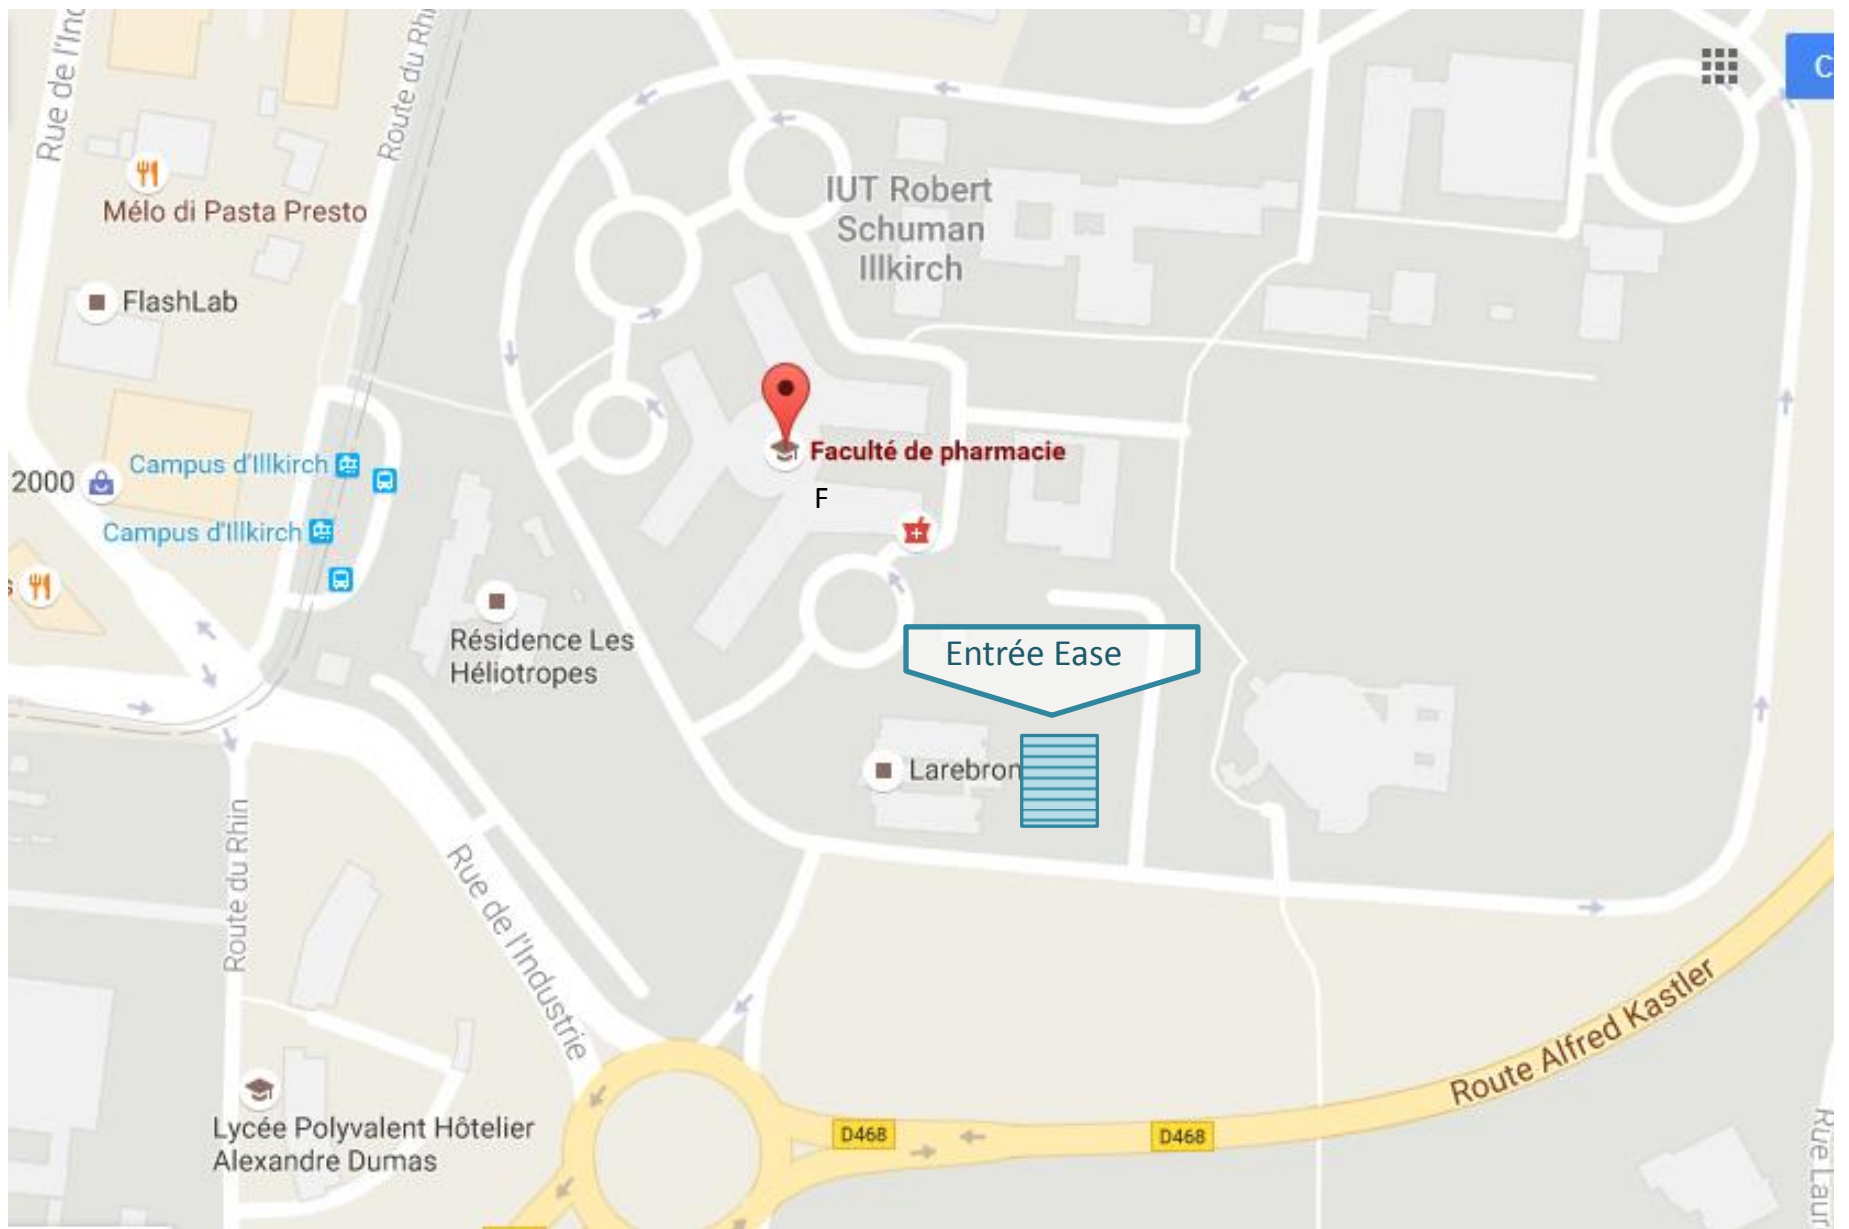 Rue de l'Ind
Route du Rhi
C
Mélo di Pasta Presto
IUT Robert
Schuman
Illkirch
FlashLab
Faculté de pharmacie
Campus d'Illkirch
2000
F
Campus d'Illkirch
s
Résidence Les
Héliotropes
Entrée Ease
Larebron
Route du Rhin
Rue de l'Industrie
Route Alfred Kastler
Lycée Polyvalent Hôtelier
Alexandre Dumas
D468
D468
Rue Laur